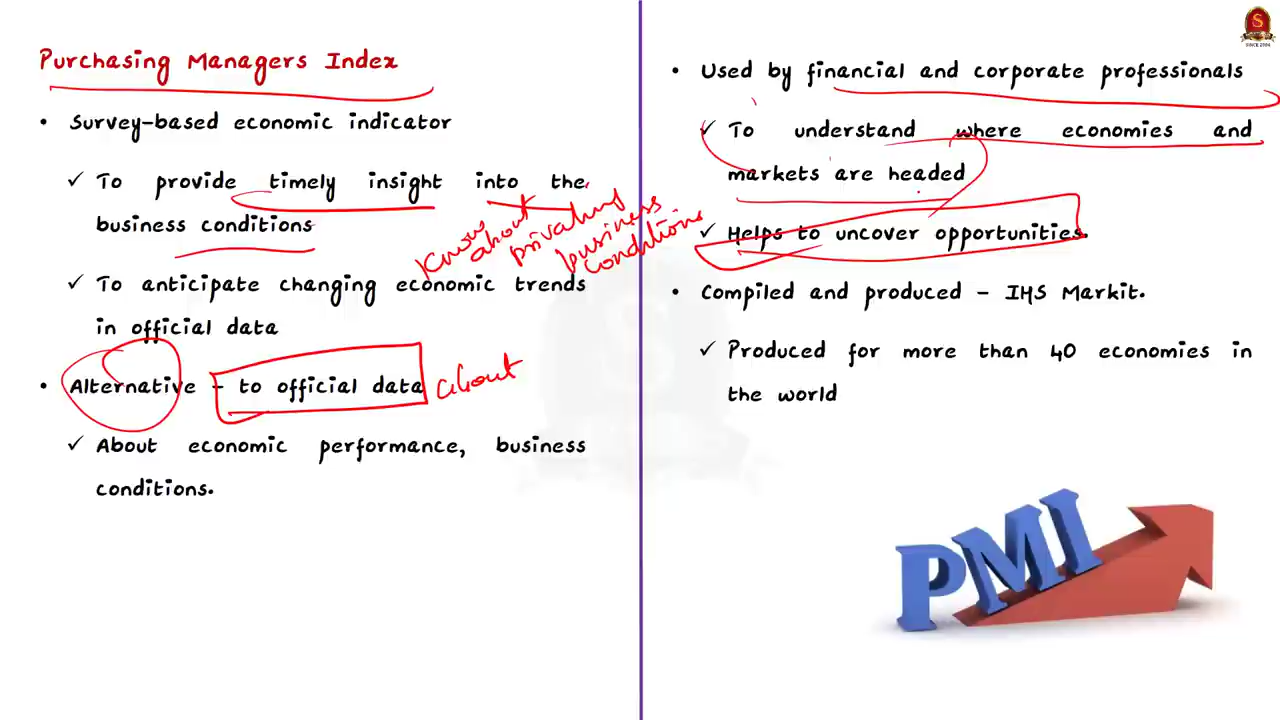 Purchasing Managers Index
• Survey-based economic indicator
✓ To provide timely insight into the
business conditions
know about privaling business conditions
✓ To anticipate changing economic trends
in official data
• Alternative - to official data about
✓ About economic performance, business
conditions.
• Used by financial and corporate professionals
✓ To understand where economies and
markets are headed
✓ Helps to uncover opportunities.
• Compiled and produced - IHS Markit.
✓ Produced for more than 40 economies in
the world
PMI
S
SINCE 2004